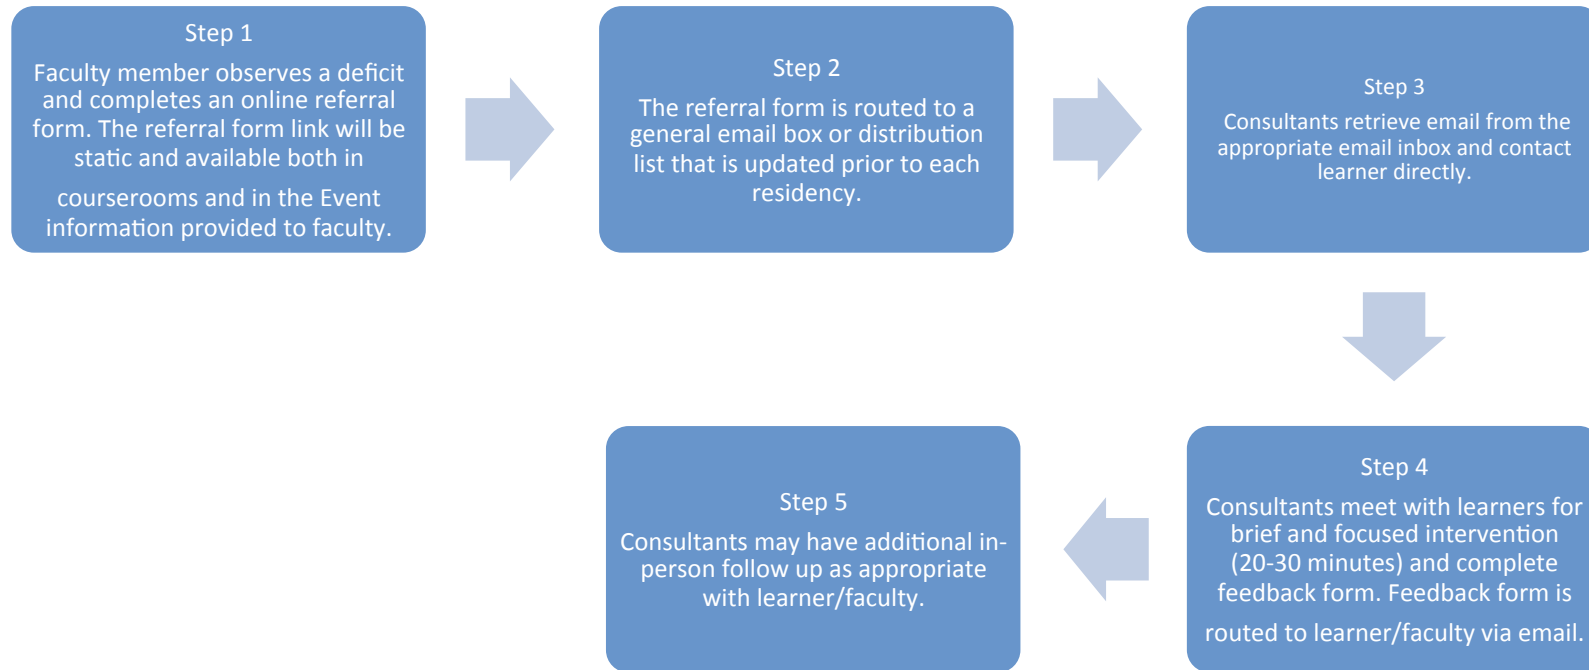 Step 1
Faculty member observes a deficit
and completes an online referral
form. The referral form link will be
static and available both in
courserooms and in the Event
information provided to faculty.
Step 2
The referral form is routed to a
general email box or distribution
list that is updated prior to each
residency.
Step 3
Consultants retrieve email from the
appropriate email inbox and contact
learner directly.
Step 4
Consultants meet with learners for
brief and focused intervention
(20-30 minutes) and complete
feedback form. Feedback form is
routed to learner/faculty via email.
Step 5
Consultants may have additional in-
person follow up as appropriate
with learner/faculty.